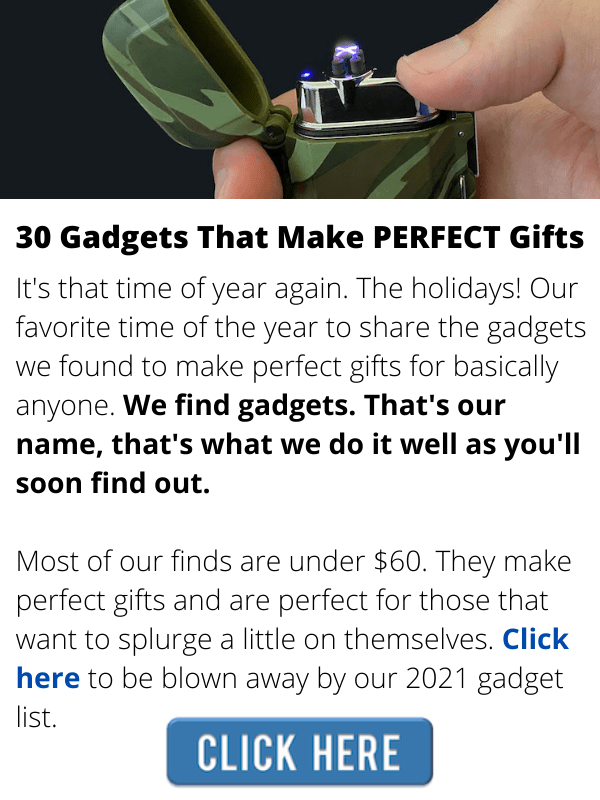 30 Gadgets That Make PERFECT Gifts
It's that time of year again. The holidays! Our
favorite time of the year to share the gadgets
we found to make perfect gifts for basically
anyone. We find gadgets. That's our
name, that's what we do it well as you'll
soon find out.
Most of our finds are under $60. They make
perfect gifts and are perfect for those that
want to splurge a little on themselves. Click
here to be blown away by our 2021 gadget
list.
CLICK HERE